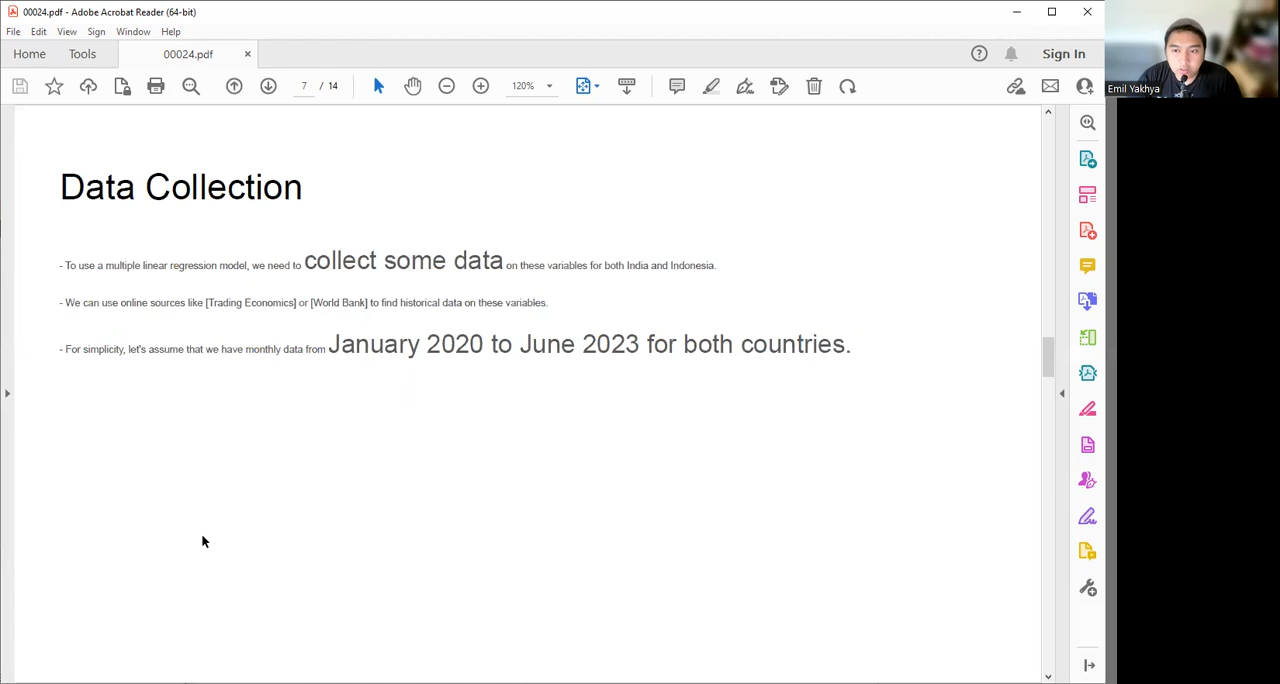 00024.pdf - Adobe Acrobat Reader (64-bit)
File Edit View Sign Window Help
Home Tools 00024.pdf × Sign In
7 / 14 120%
Emil Yakhya
Data Collection
- To use a multiple linear regression model, we need to collect some data on these variables for both India and Indonesia.
- We can use online sources like [Trading Economics] or [World Bank] to find historical data on these variables.
- For simplicity, let's assume that we have monthly data from January 2020 to June 2023 for both countries.